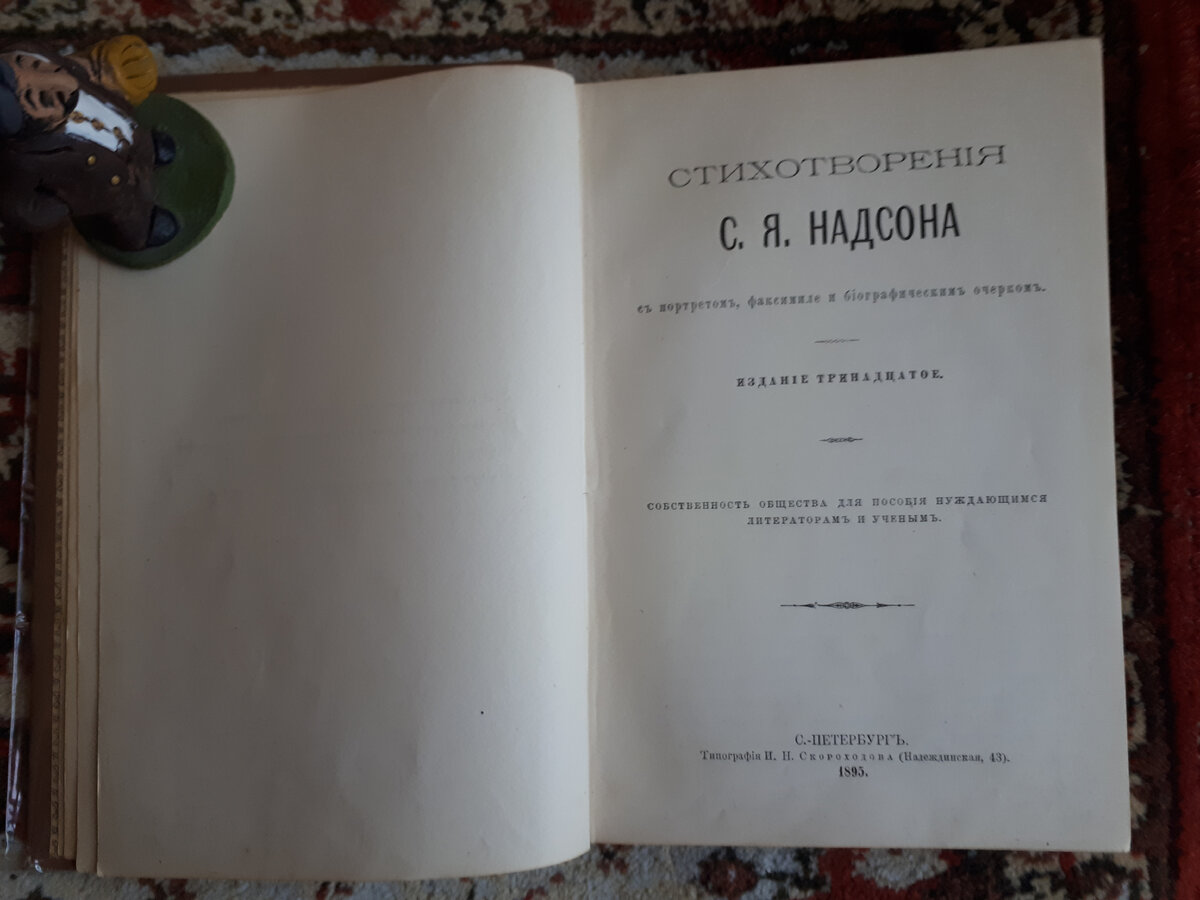 СТИХОТВОРЕНІЯ
С. Я. НАДСОНА
съ портретомъ, факсимиле и біографическимъ очеркомъ.
ИЗДАНІЕ ТРИНАДЦАТОЕ.
СОБСТВЕННОСТЬ ОБЩЕСТВА ДЛЯ ПОСОБІЯ НУЖДАЮЩИМСЯ
ЛИТЕРАТОРАМЪ И УЧЕНЫМЪ.
С.-ПЕТЕРБУРГЪ.
Типографія И. Н. Скороходова (Надеждинская, 43).
1895.